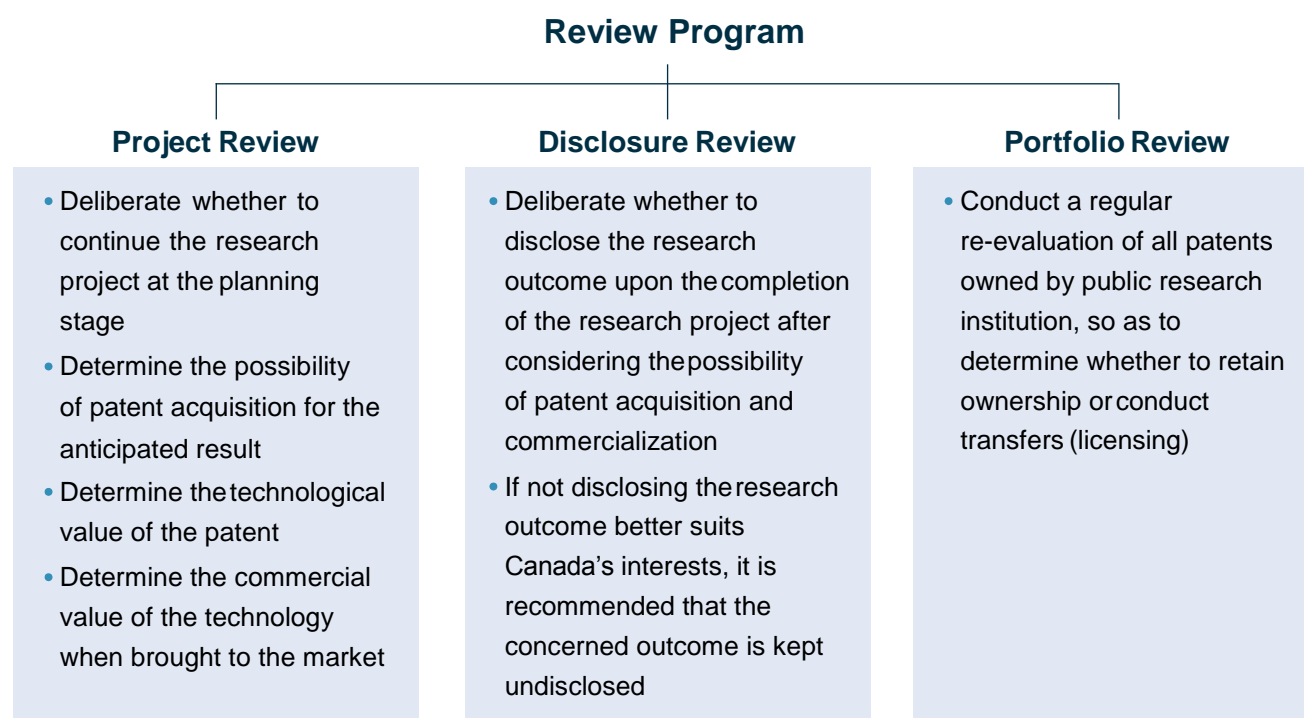 Review Program
Project Review
• Deliberate whether to
continue the research
project at the planning
stage
• Determine the possibility
of patent acquisition for the
anticipated result
• Determine the technological
value of the patent
• Determine the commercial
value of the technology
when brought to the market
Disclosure Review
• Deliberate whether to
disclose the research
outcome upon the completion
of the research project after
considering the possibility
of patent acquisition and
commercialization
• If not disclosing the research
outcome better suits
Canada's interests, it is
recommended that the
concerned outcome is kept
undisclosed
Portfolio Review
• Conduct a regular
re-evaluation of all patents
owned by public research
institution, so as to
determine whether to retain
ownership or conduct
transfers (licensing)